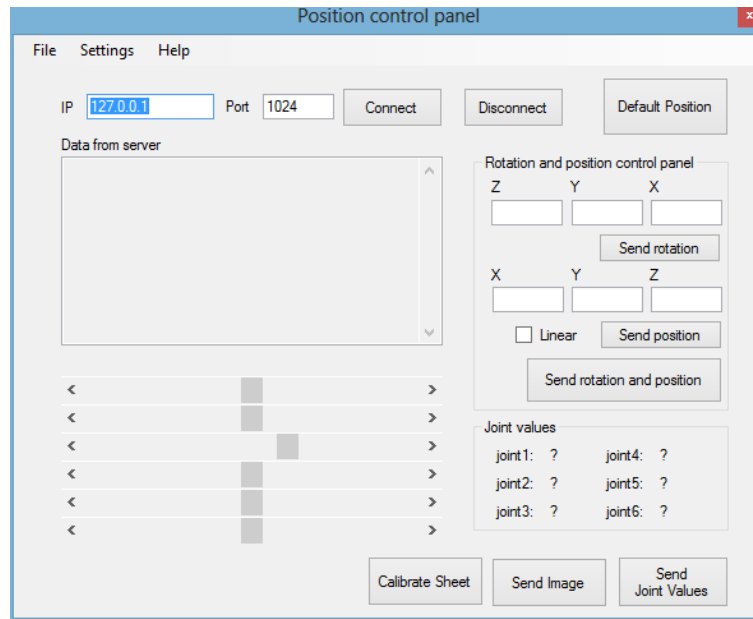 Position control panel
x
File Settings Help
IP 127.0.0.1 Port 1024 Connect Disconnect Default Position
Data from server
Rotation and position control panel
Z Y X
Send rotation
X Y Z
Linear Send position
Send rotation and position
Joint values
joint1: ? joint4: ?
joint2: ? joint5: ?
joint3: ? joint6: ?
Calibrate Sheet Send Image Send
Joint Values